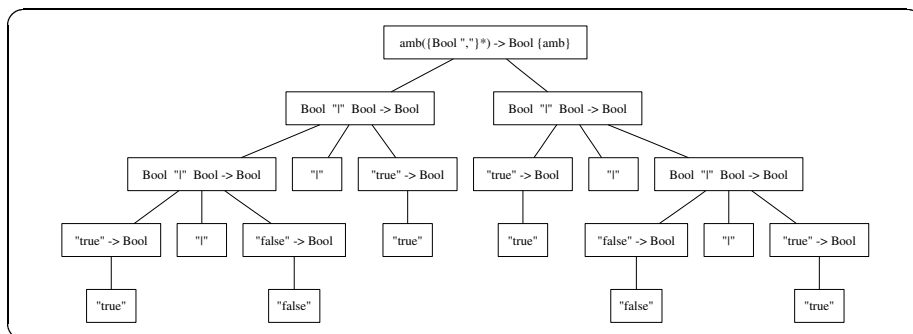 amb({Bool ","}*) -> Bool {amb}
Bool "|" Bool -> Bool
Bool "|" Bool -> Bool
Bool "|" Bool -> Bool
"|"
"true" -> Bool
"true" -> Bool
"|"
Bool "|" Bool -> Bool
"true" -> Bool
"|"
"false" -> Bool
"true"
"true"
"false" -> Bool
"|"
"true" -> Bool
"true"
"false"
"false"
"true"